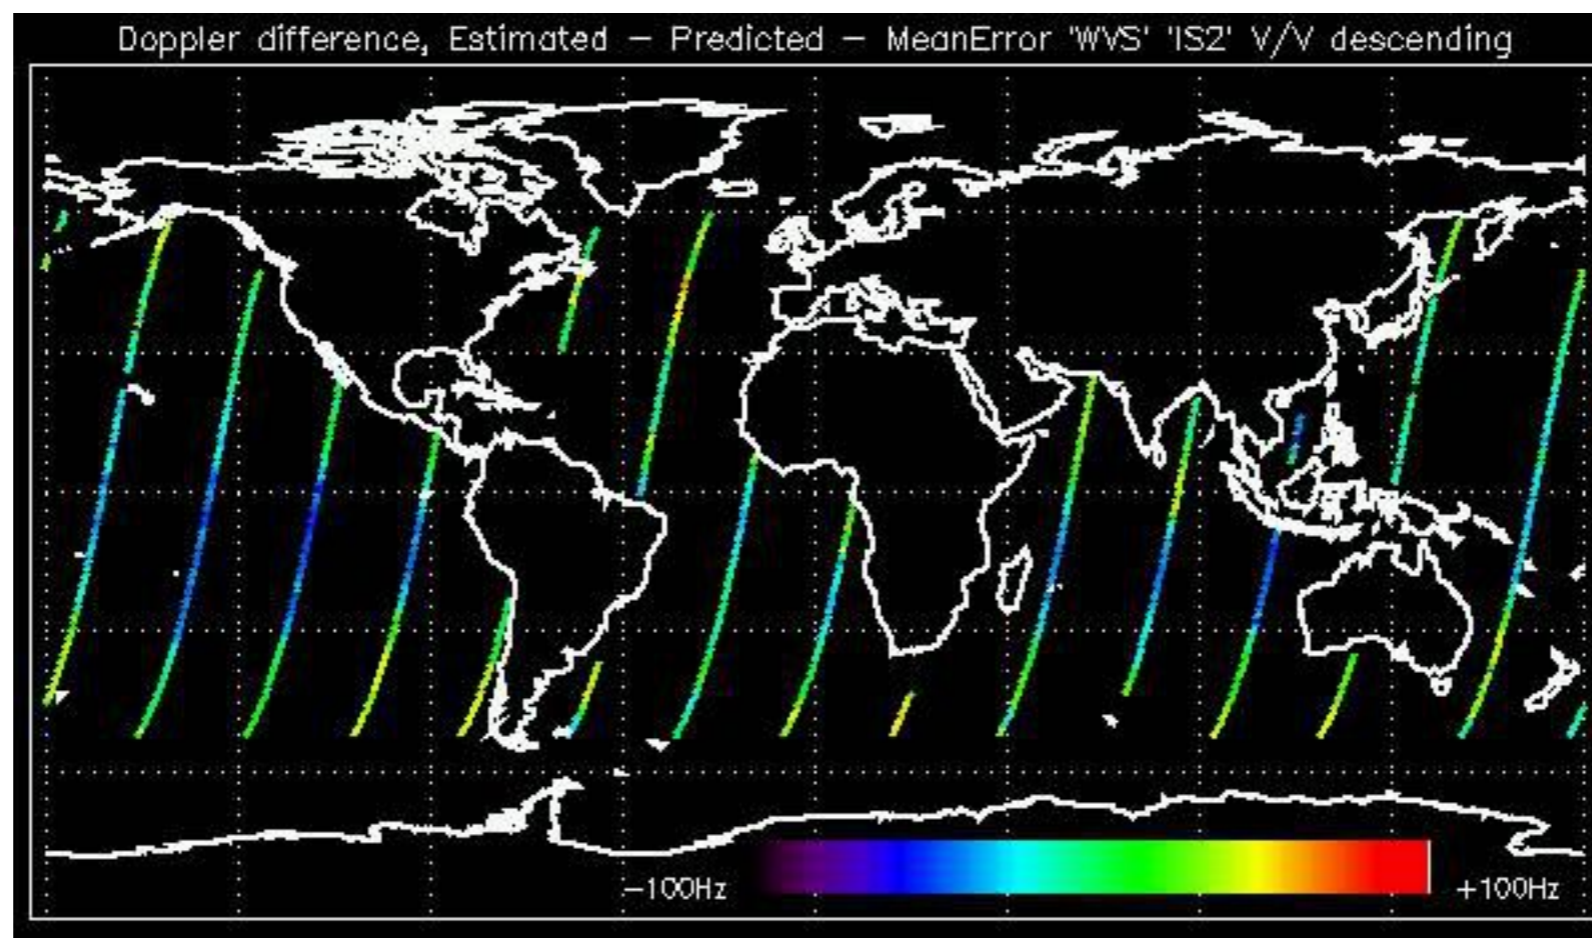 Doppler difference, Estimated – Predicted – MeanError 'WVS' 'IS2' V/V descending
–100Hz
+100Hz